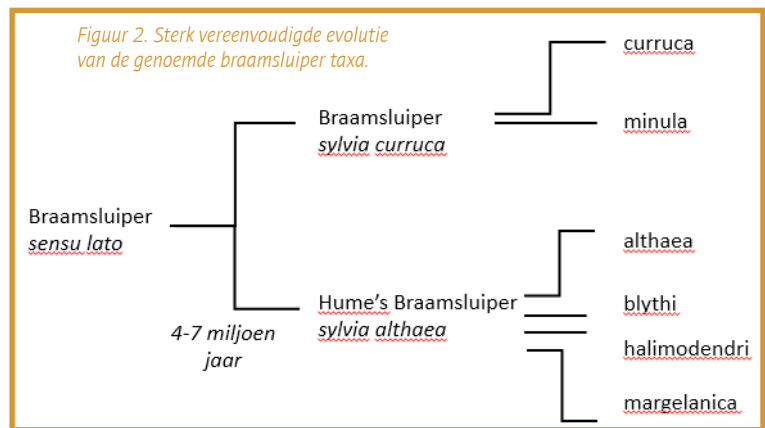 Figuur 2. Sterk vereenvoudigde evolutie
van de genoemde braamsluiper taxa.
curruca
Braamsluiper
sylvia curruca
minula
Braamsluiper
sensu lato
althaea
Hume's Braamsluiper
sylvia althaea
blythi
4-7 miljoen
jaar
halimodendri
margelanica